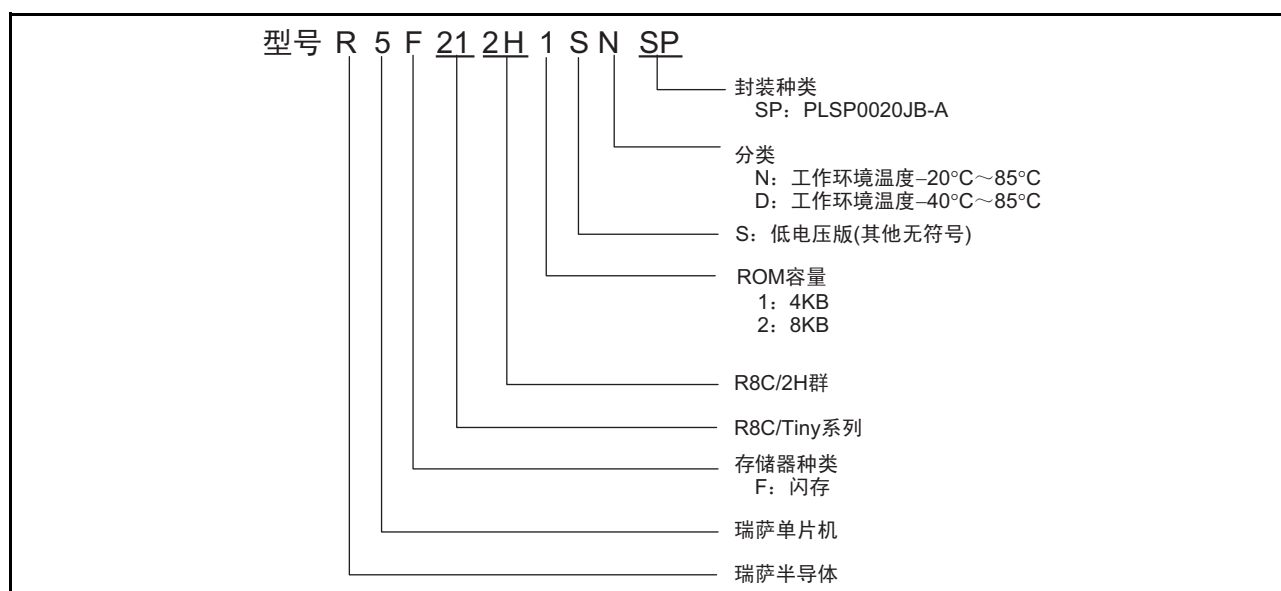 型号 R 5 F 21 2H 1 S N SP
封装种类
SP：PLSP0020JB-A
分类
N：工作环境温度–20°C～85°C
D：工作环境温度–40°C～85°C
S：低电压版(其他无符号)
ROM容量
1：4KB
2：8KB
R8C/2H群
R8C/Tiny系列
存储器种类
F：闪存
瑞萨单片机
瑞萨半导体